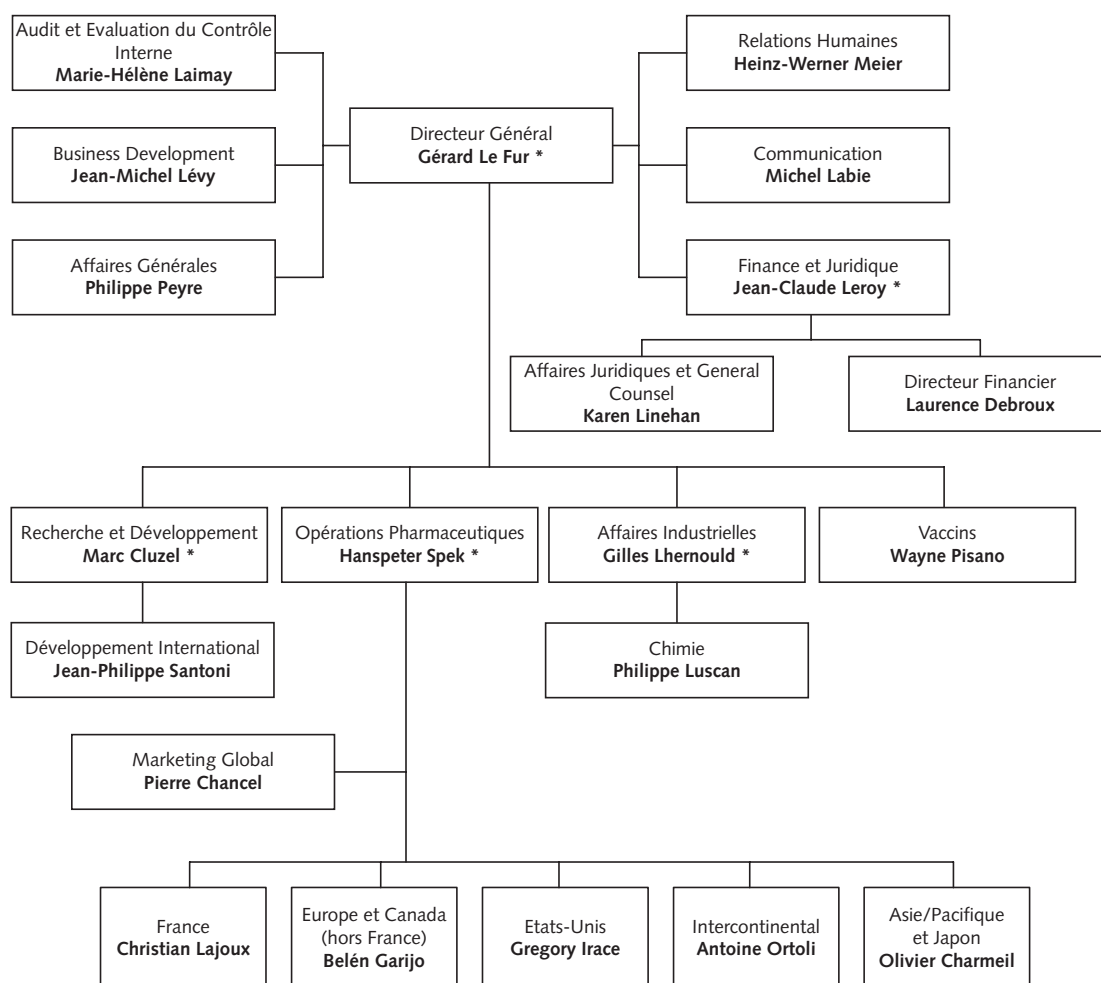 Audit et Evaluation du Contrôle
Interne
Marie-Hélène Laimay
Relations Humaines
Heinz-Werner Meier
Directeur Général
Gérard Le Fur *
Business Development
Jean-Michel Lévy
Communication
Michel Labie
Affaires Générales
Philippe Peyre
Finance et Juridique
Jean-Claude Leroy *
Affaires Juridiques et General
Counsel
Karen Linehan
Directeur Financier
Laurence Debroux
Recherche et Développement
Marc Cluzel *
Opérations Pharmaceutiques
Hanspeter Spek *
Affaires Industrielles
Gilles Lhernould *
Vaccins
Wayne Pisano
Développement International
Jean-Philippe Santoni
Chimie
Philippe Luscan
Marketing Global
Pierre Chancel
France
Christian Lajoux
Europe et Canada
(hors France)
Belén Garijo
Etats-Unis
Gregory Irace
Intercontinental
Antoine Ortoli
Asie/Pacifique
et Japon
Olivier Charmeil